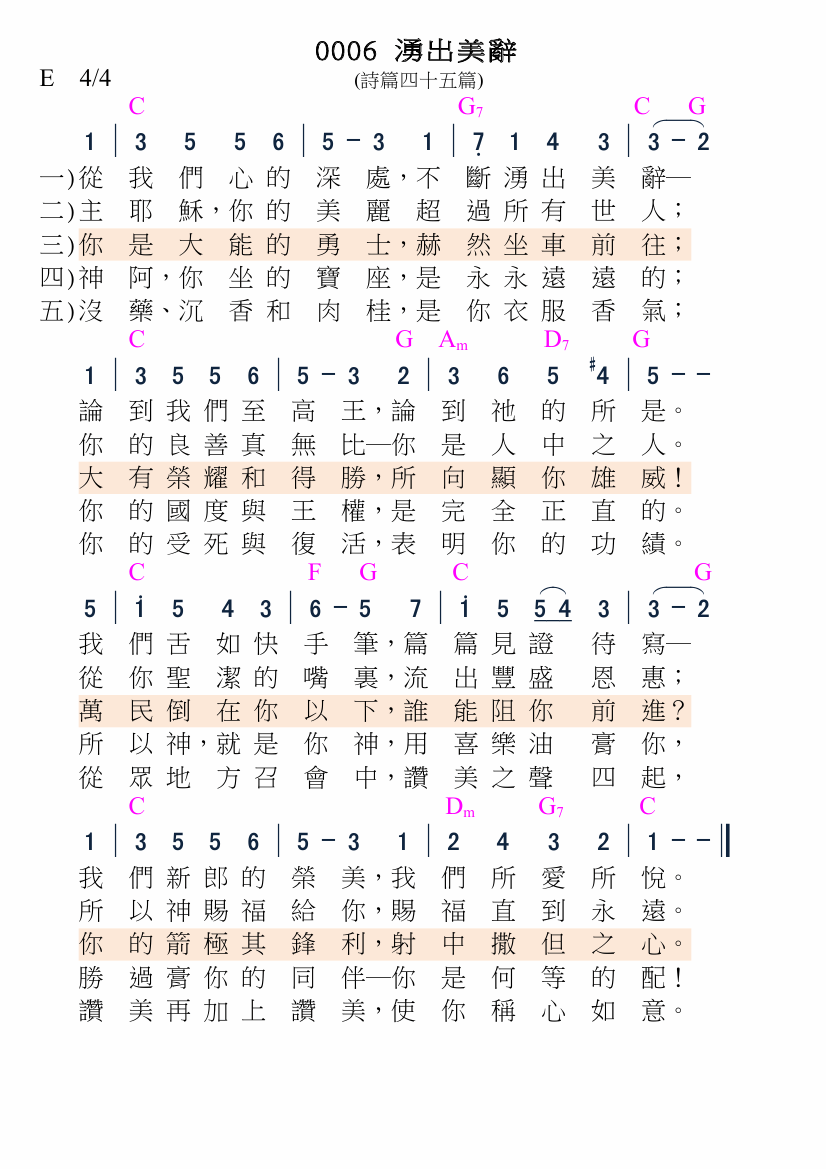 0006 湧出美辭
E 4/4 (詩篇四十五篇)
C G7 C G
1 | 3 5 5 6 | 5 - 3 1 | 7̣ 1 4 3 | 3 - 2
一)從我們心的深處,不斷湧出美辭─
二)主耶穌,你的美麗超過所有世人;
三)你是大能的勇士,赫然坐車前往;
四)神阿,你坐的寶座,是永永遠遠的;
五)沒藥、沉香和肉桂,是你衣服香氣;
C G Am D7 G
1 | 3 5 5 6 | 5 - 3 2 | 3 6 5 #4 | 5 - -
論到我們至高王,論到祂的所是。
你的良善真無比─你是人中之人。
大有榮耀和得勝,所向顯你雄威!
你的國度與王權,是完全正直的。
你的受死與復活,表明你的功績。
C F G C G
5 | 1̇ 5 4 3 | 6 - 5 7 | 1̇ 5 5 4 3 | 3 - 2
我們舌如快手筆,篇篇見證待寫─
從你聖潔的嘴裏,流出豐盛恩惠;
萬民倒在你以下,誰能阻你前進?
所以神,就是你神,用喜樂油膏你,
從眾地方召會中,讚美之聲四起,
C Dm G7 C
1 | 3 5 5 6 | 5 - 3 1 | 2 4 3 2 | 1 - - ‖
我們新郎的榮美,我們所愛所悅。
所以神賜福給你,賜福直到永遠。
你的箭極其鋒利,射中撒但之心。
勝過膏你的同伴─你是何等的配!
讚美再加上讚美,使你稱心如意。